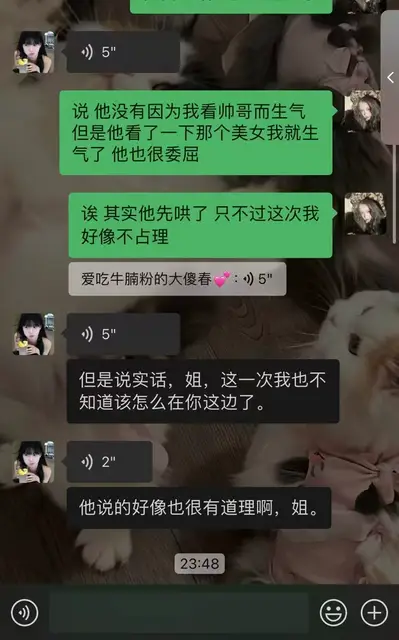 5"
说 他没有因为我看帅哥而生气
但是他看了一下那个美女我就生
气了 他也很委屈
诶 其实他先哄了 只不过这次我
好像不占理
爱吃牛腩粉的大傻春💞：5"
5"
但是说实话，姐，这一次我也不
知道该怎么在你这边了。
2"
他说的好像也很有道理啊，姐。
23:48